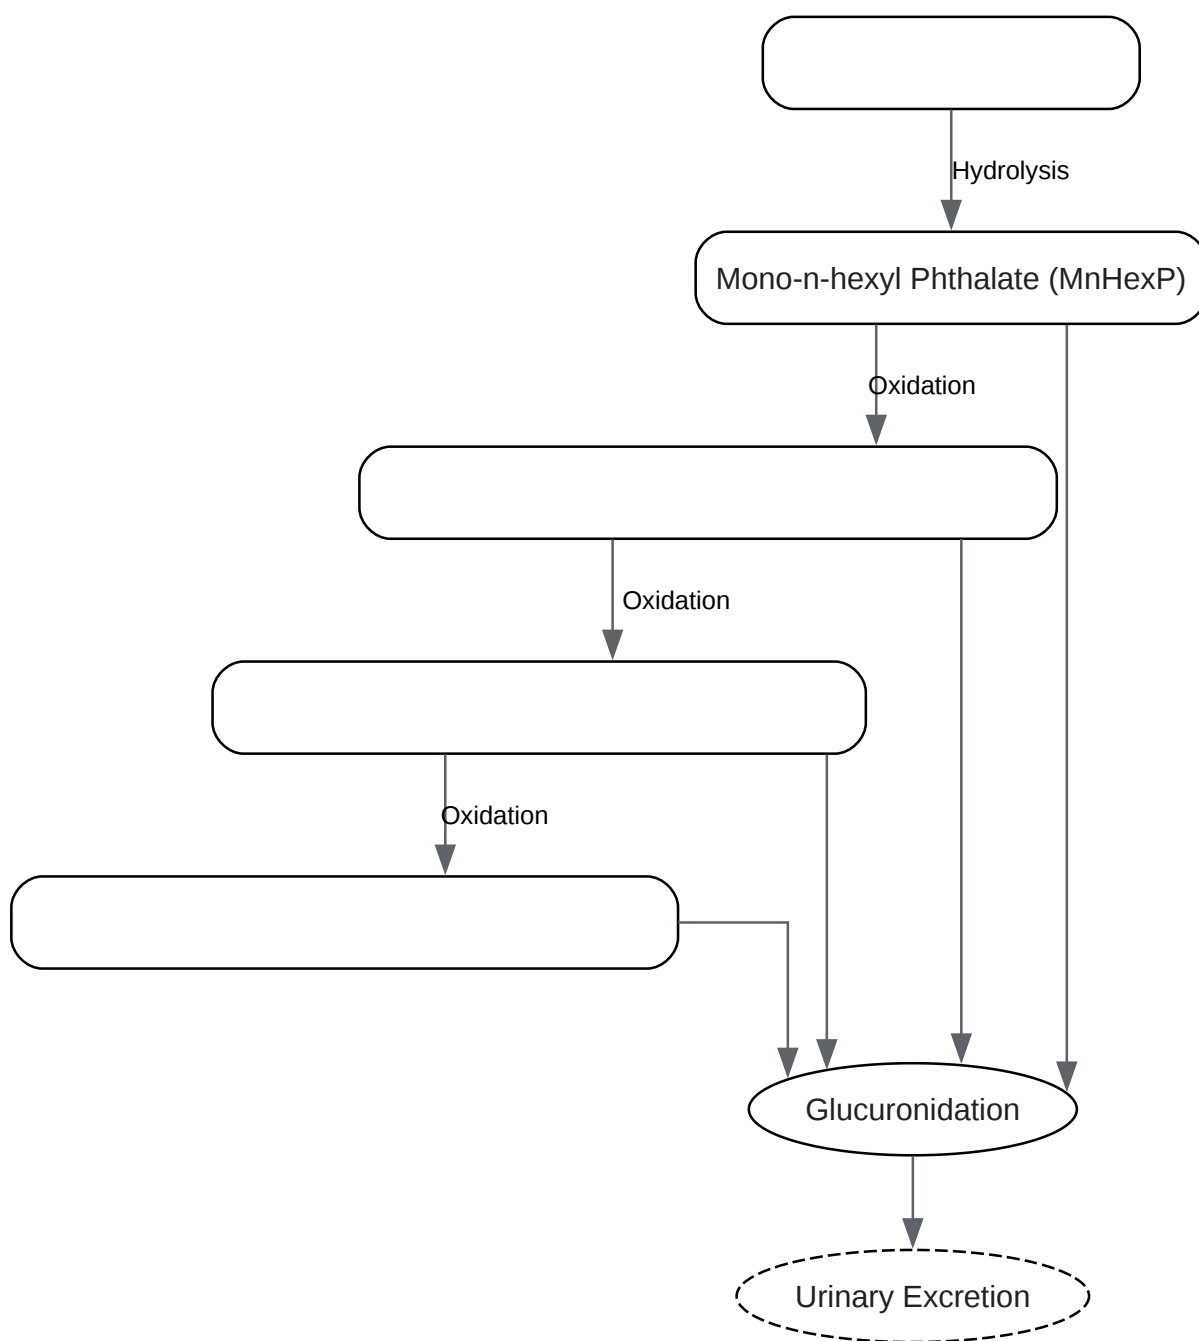 Hydrolysis
Mono-n-hexyl Phthalate (MnHexP)
Oxidation
Oxidation
Oxidation
Glucuronidation
Urinary Excretion